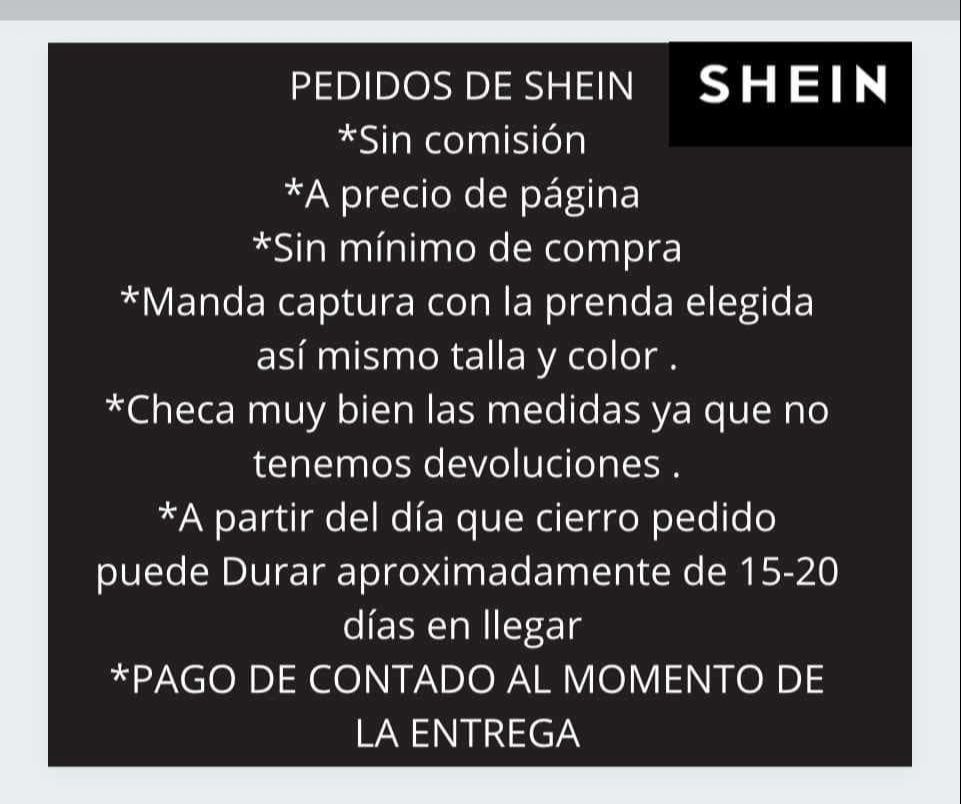 PEDIDOS DE SHEIN
SHEIN
*Sin comisión
*A precio de página
*Sin mínimo de compra
*Manda captura con la prenda elegida
así mismo talla y color .
*Checa muy bien las medidas ya que no
tenemos devoluciones .
*A partir del día que cierro pedido
puede Durar aproximadamente de 15-20
días en llegar
*PAGO DE CONTADO AL MOMENTO DE
LA ENTREGA